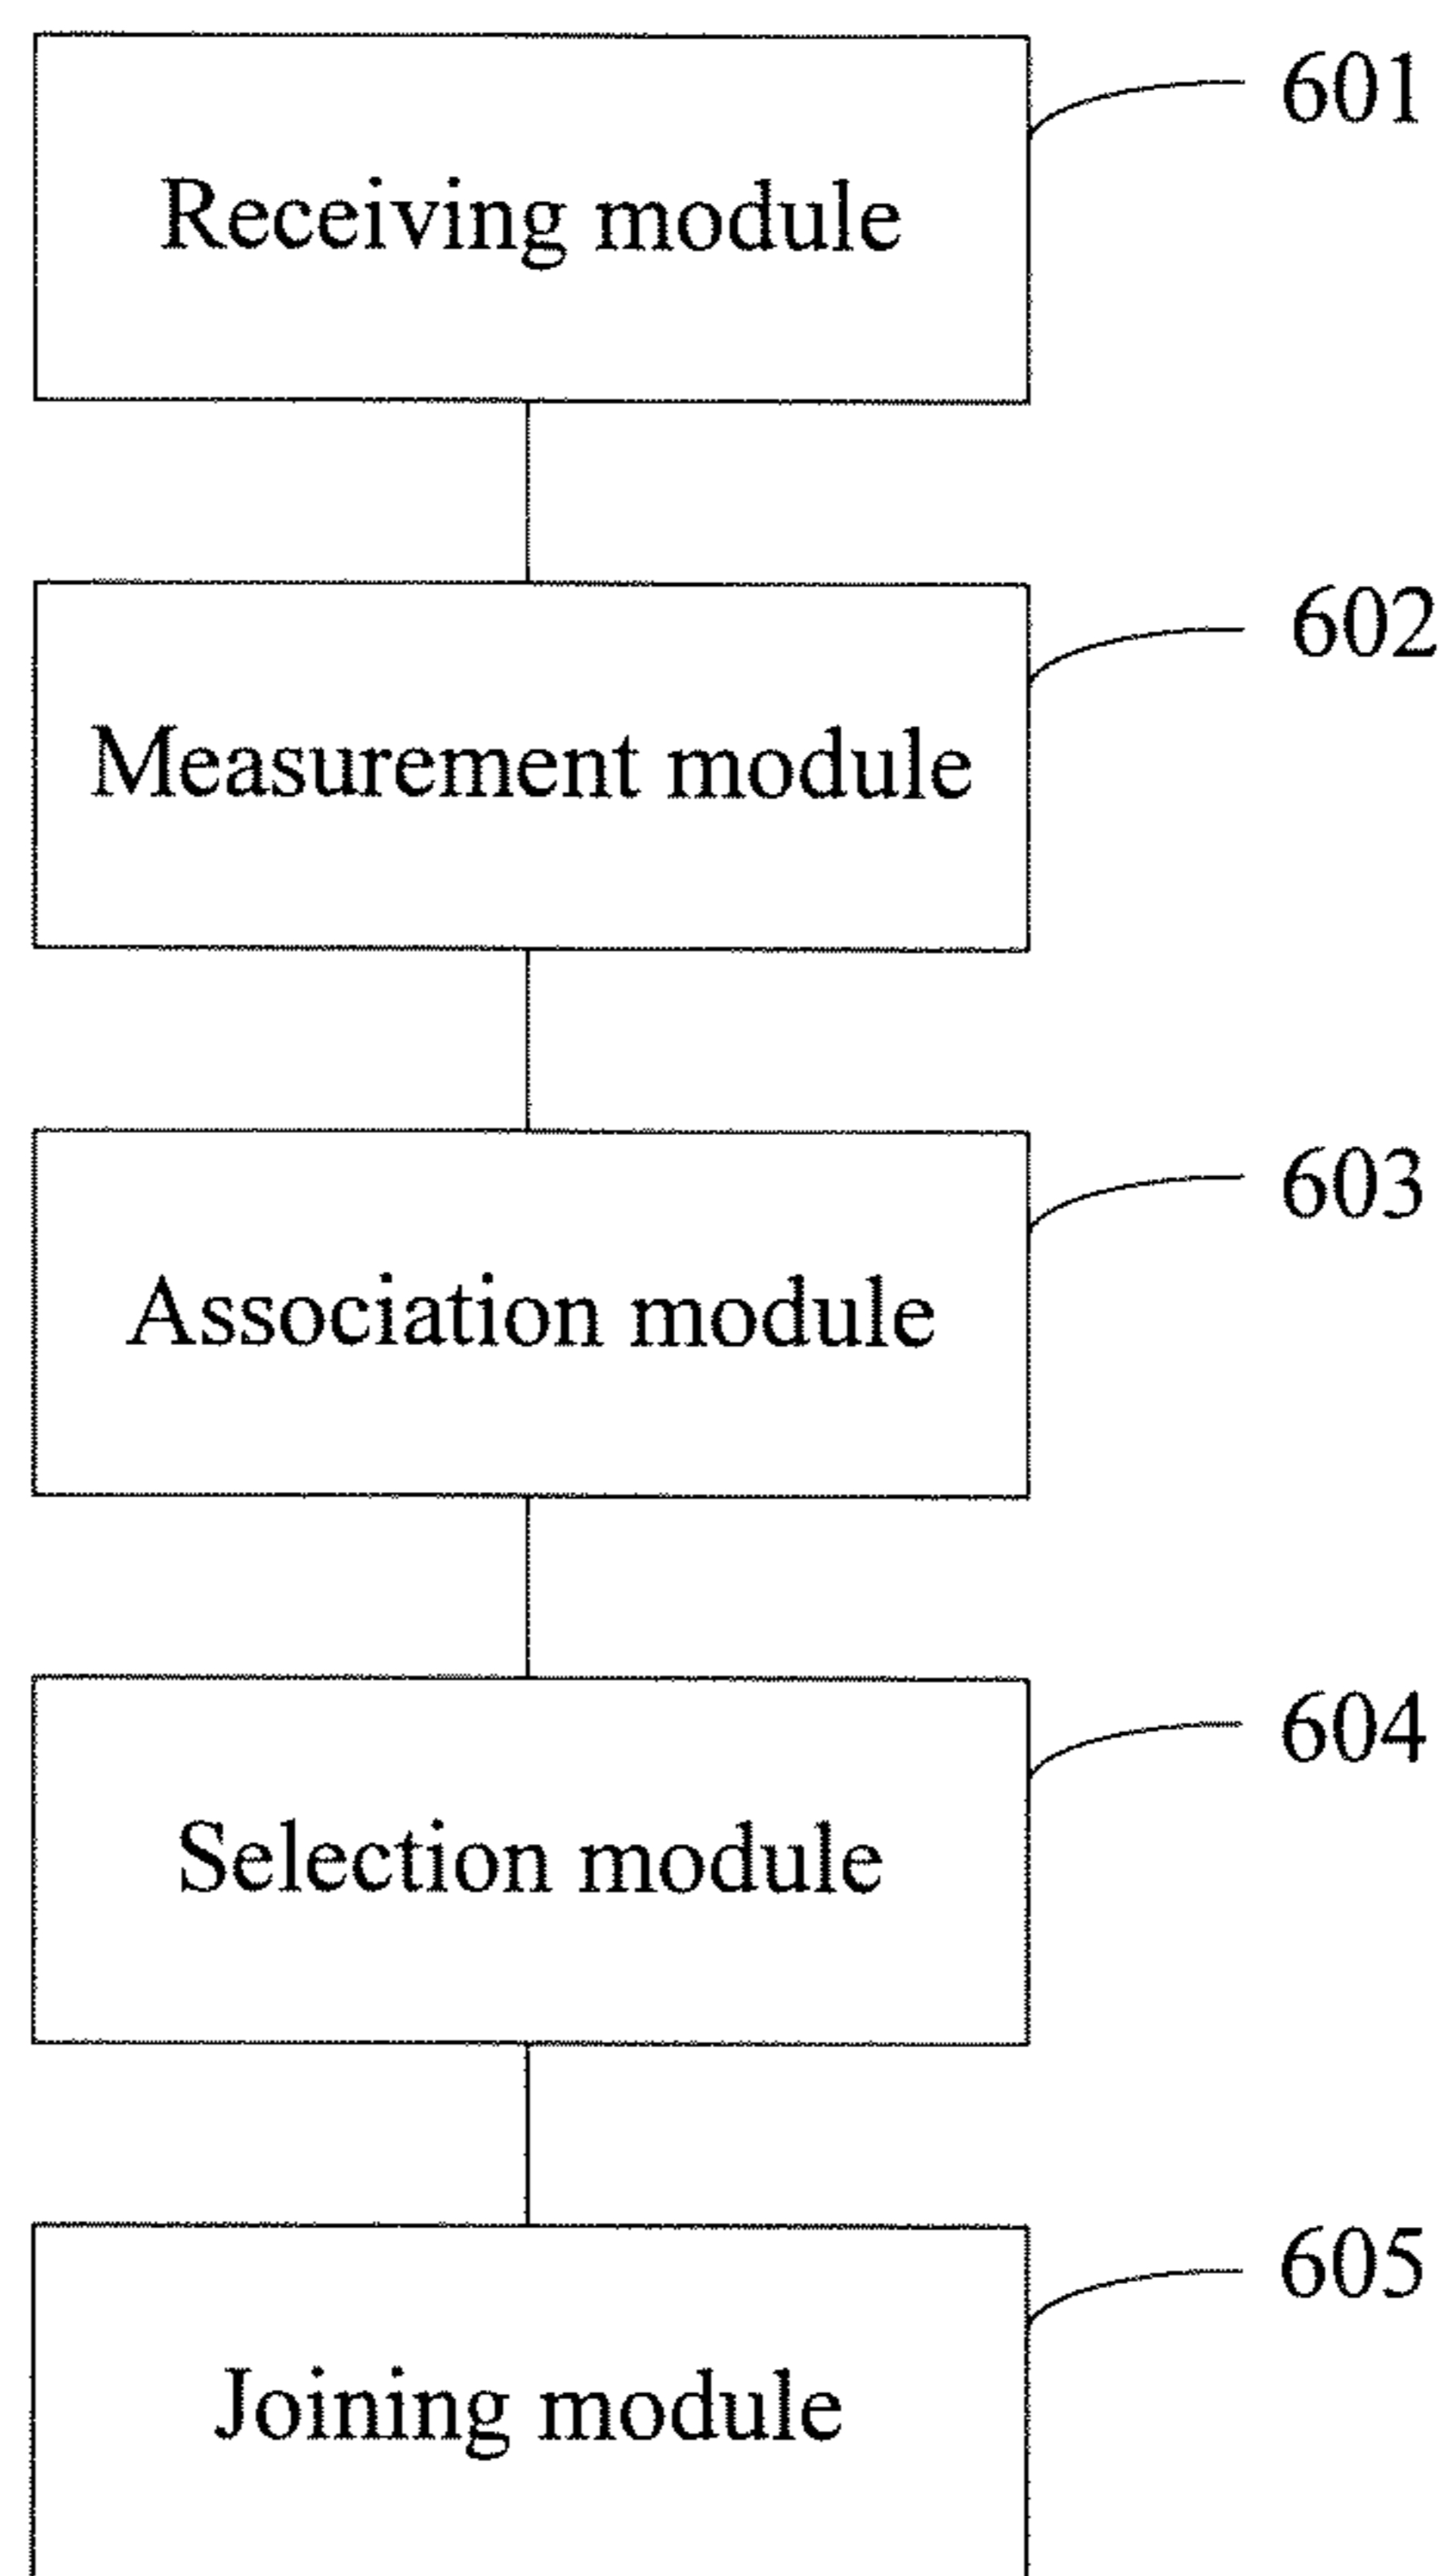 601
Receiving module
602
Measurement module
603
Association module
604
Selection module
605
Joining module